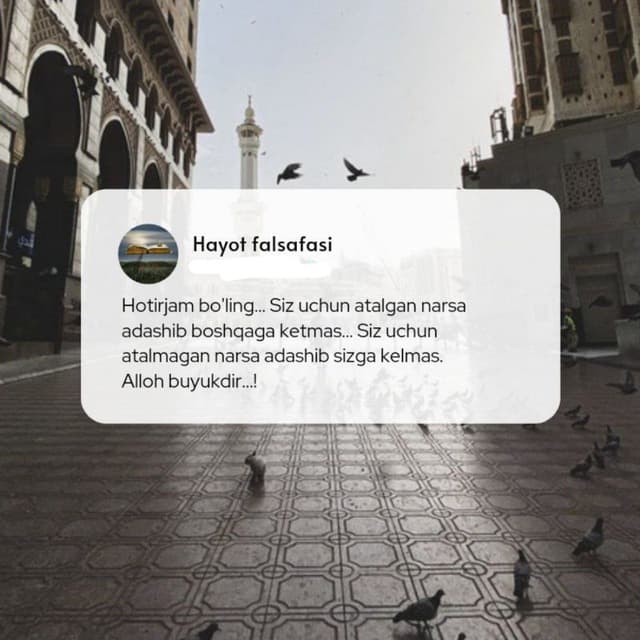 Hayot falsafasi
Hotirjam bo'ling... Siz uchun atalgan narsa
adashib boshqaga ketmas... Siz uchun
atalmagan narsa adashib sizga kelmas.
Alloh buyukdir...!